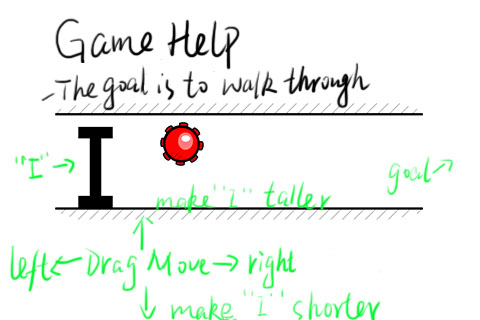 Game Help
-The goal is to walk through
"I"→
goal→
make "I" taller
↑
left← Drag Move → right
↓ make "I" shorter